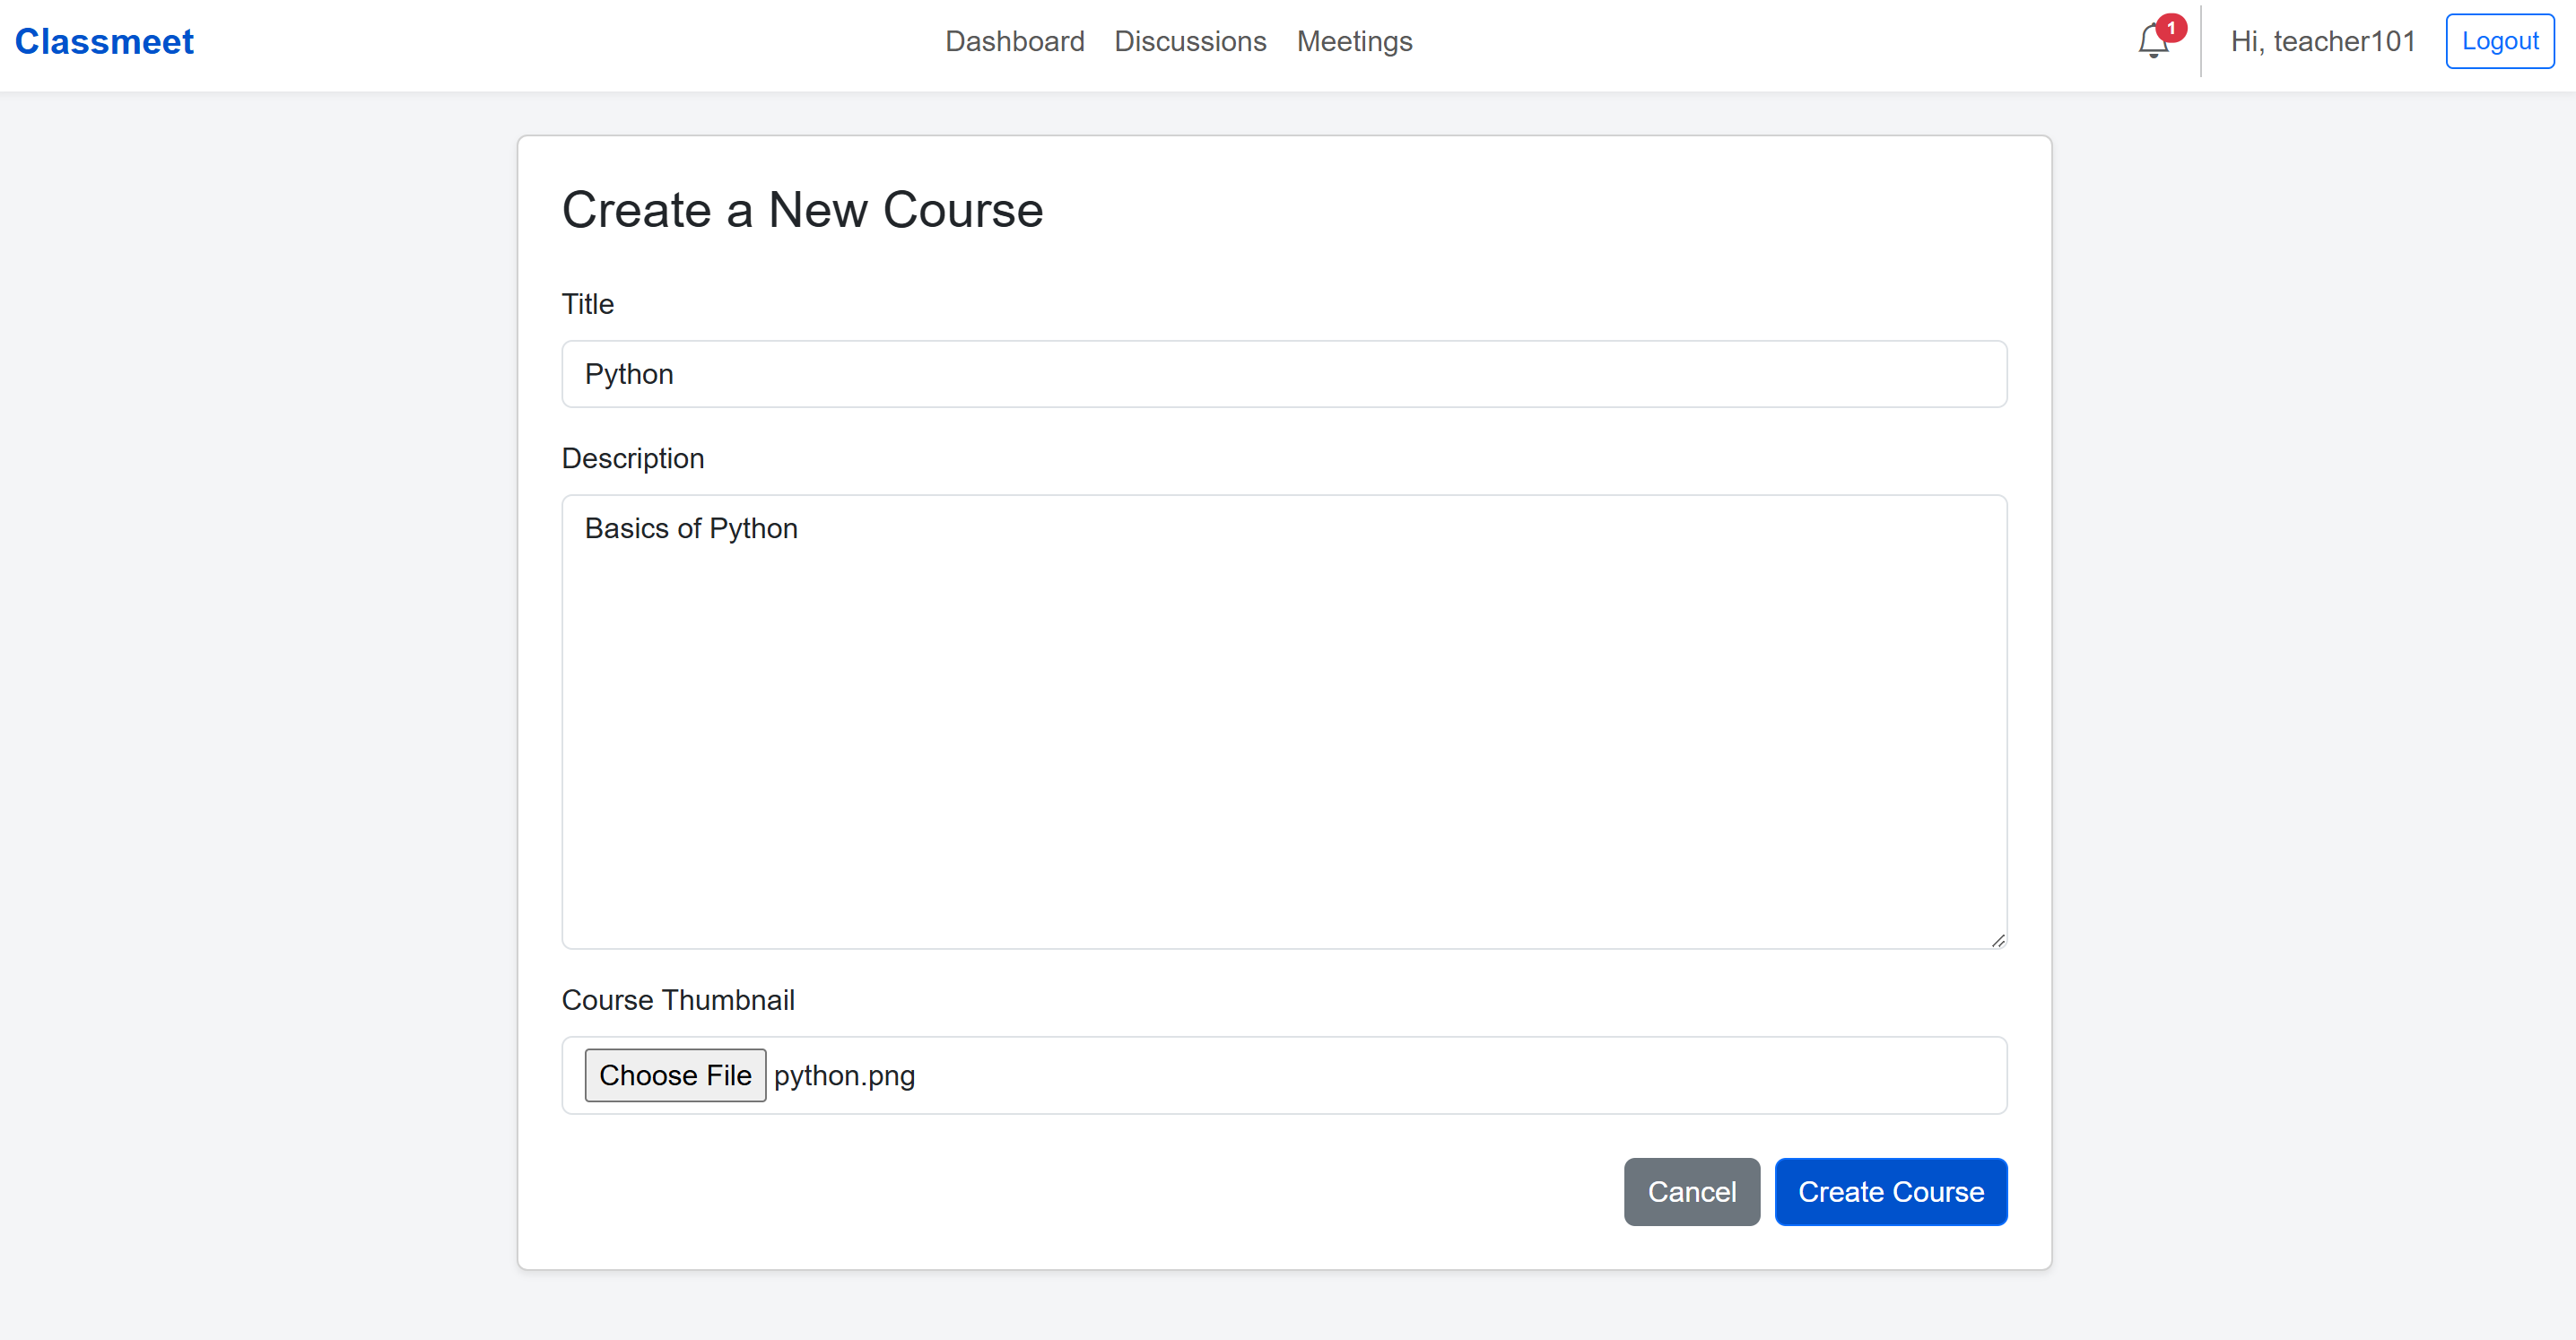 Classmeet Dashboard Discussions Meetings 1 Hi, teacher101 Logout
Create a New Course
Title
Python
Description
Basics of Python
Course Thumbnail
Choose File python.png
Cancel Create Course